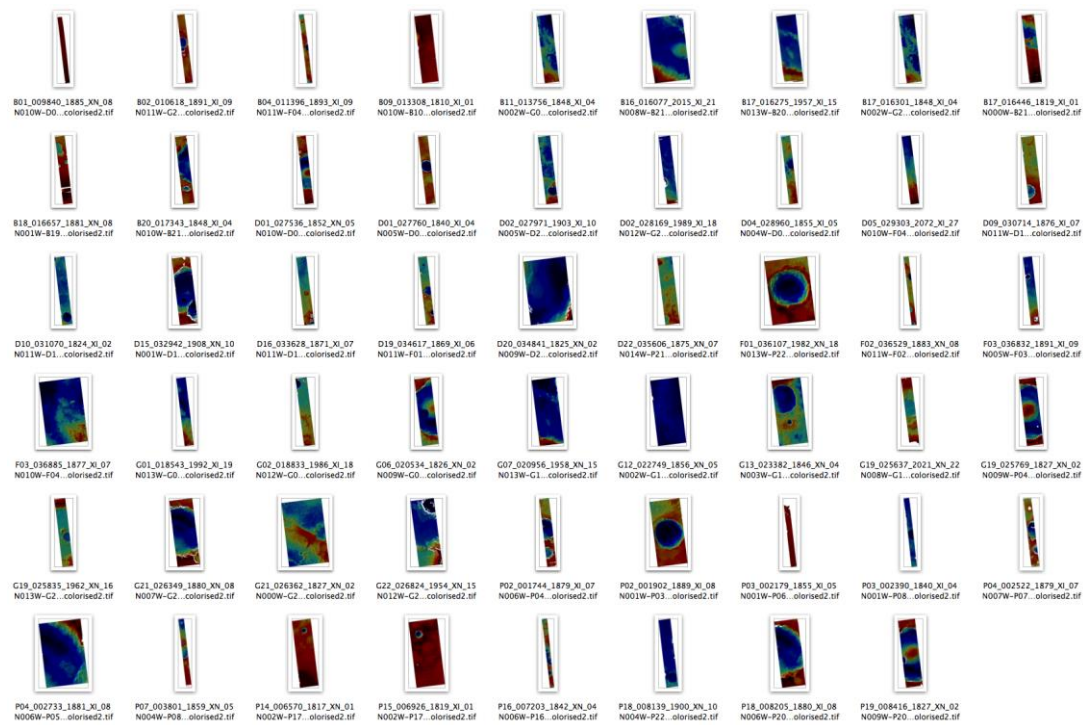 B01_009840_1885_XN_08
N010W-D0...colorised2.tif
B02_010618_1891_XI_09
N011W-G2...colorised2.tif
B04_011396_1893_XI_09
N011W-F04...colorised2.tif
B09_013308_1810_XI_01
N010W-B10...colorised2.tif
B11_013756_1848_XI_04
N002W-G0...colorised2.tif
B16_016077_2015_XI_21
N008W-B21...colorised2.tif
B17_016275_1957_XI_15
N013W-B20...colorised2.tif
B17_016301_1848_XI_04
N002W-G2...colorised2.tif
B17_016446_1819_XI_01
N000W-B21...colorised2.tif
B18_016657_1881_XN_08
N001W-B19...colorised2.tif
B20_017343_1848_XI_04
N010W-B21...colorised2.tif
D01_027536_1852_XN_05
N010W-D0...colorised2.tif
D01_027760_1840_XI_04
N005W-D0...colorised2.tif
D02_027971_1903_XI_10
N005W-D2...colorised2.tif
D02_028169_1989_XI_18
N012W-G2...colorised2.tif
D04_028960_1855_XI_05
N004W-D0...colorised2.tif
D05_029303_2072_XI_27
N010W-F04...colorised2.tif
D09_030714_1876_XI_07
N011W-D1...colorised2.tif
D10_031070_1824_XI_02
N011W-D1...colorised2.tif
D15_032942_1908_XN_10
N001W-D1...colorised2.tif
D16_033628_1871_XI_07
N011W-D1...colorised2.tif
D19_034617_1869_XI_06
N011W-F01...colorised2.tif
D20_034841_1825_XN_02
N009W-D2...colorised2.tif
D22_035606_1875_XN_07
N014W-P21...colorised2.tif
F01_036107_1982_XN_18
N013W-P22...colorised2.tif
F02_036529_1883_XN_08
N011W-F02...colorised2.tif
F03_036832_1891_XI_09
N005W-F03...colorised2.tif
F03_036885_1877_XI_07
N010W-F04...colorised2.tif
G01_018543_1992_XI_19
N013W-G0...colorised2.tif
G02_018833_1986_XI_18
N012W-G0...colorised2.tif
G06_020534_1826_XN_02
N009W-G0...colorised2.tif
G07_020956_1958_XN_15
N013W-G1...colorised2.tif
G12_022749_1856_XN_05
N002W-G1...colorised2.tif
G13_023382_1846_XN_04
N003W-G1...colorised2.tif
G19_025637_2021_XN_22
N008W-G1...colorised2.tif
G19_025769_1827_XN_02
N009W-P04...colorised2.tif
G19_025835_1962_XN_16
N013W-G2...colorised2.tif
G21_026349_1880_XN_08
N007W-G2...colorised2.tif
G21_026362_1827_XN_02
N000W-G2...colorised2.tif
G22_026824_1954_XN_15
N012W-G2...colorised2.tif
P02_001744_1879_XI_07
N006W-P04...olorised2.tif
P02_001902_1889_XI_08
N001W-P03...olorised2.tif
P03_002179_1855_XI_05
N001W-P06...olorised2.tif
P03_002390_1840_XI_04
N001W-P08...olorised2.tif
P04_002522_1879_XI_07
N007W-P07...olorised2.tif
P04_002733_1881_XI_08
N006W-P05...olorised2.tif
P07_003801_1859_XN_05
N004W-P08...olorised2.tif
P14_006570_1817_XN_01
N002W-P17...olorised2.tif
P15_006926_1819_XI_01
N002W-P17...olorised2.tif
P16_007203_1842_XN_04
N006W-P16...olorised2.tif
P18_008139_1900_XN_10
N004W-P22...olorised2.tif
P18_008205_1880_XI_08
N006W-P20...olorised2.tif
P19_008416_1827_XN_02
N009W-P20...olorised2.tif